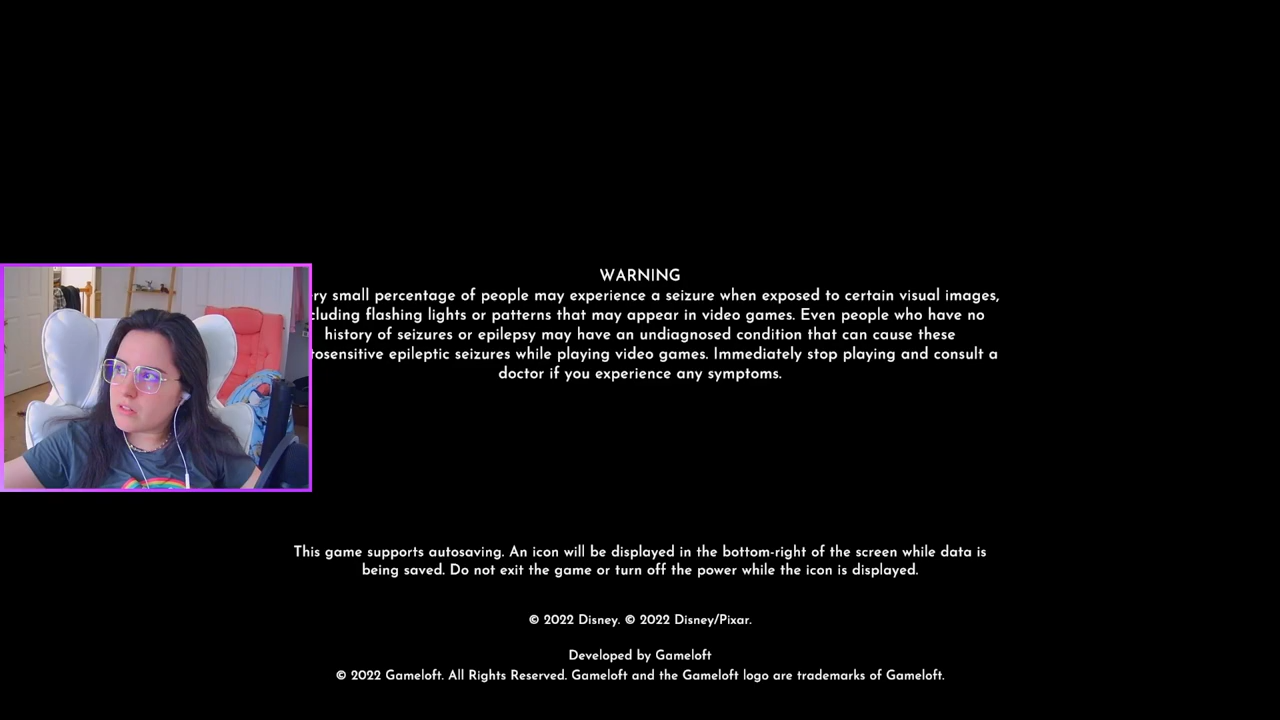 WARNING
small percentage of people may experience a seizure when exposed to certain visual images,
flashing lights or patterns that may appear in video games. Even people who have no
history of seizures or epilepsy may have an undiagnosed condition that can cause these
epileptic seizures while playing video games. Immediately stop playing and consult a
doctor if you experience any symptoms.
This game supports autosaving. An icon will be displayed in the bottom-right of the screen while data is
being saved. Do not exit the game or turn off the power while the icon is displayed.
© 2022 Disney. © 2022 Disney/Pixar.
Developed by Gameloft
© 2022 Gameloft. All Rights Reserved. Gameloft and the Gameloft logo are trademarks of Gameloft.